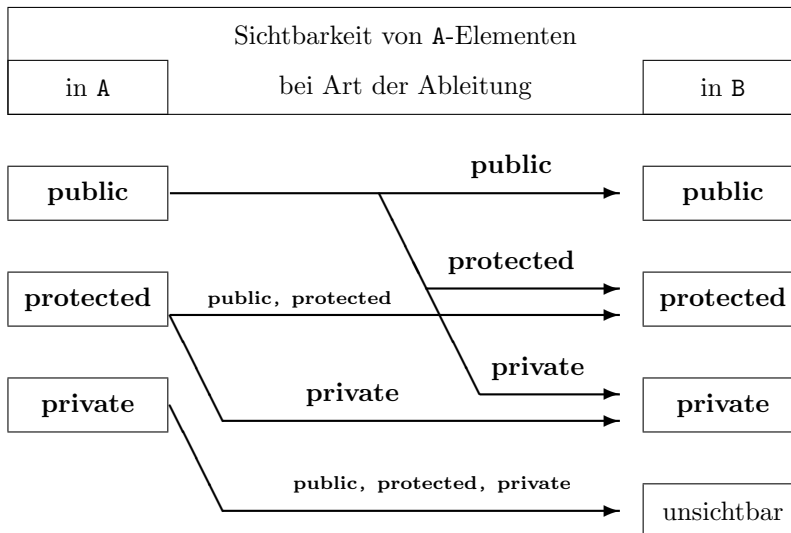 Sichtbarkeit von A-Elementen
in A bei Art der Ableitung in B
public public public
protected
protected public, protected protected
private
private private private
public, protected, private
unsichtbar